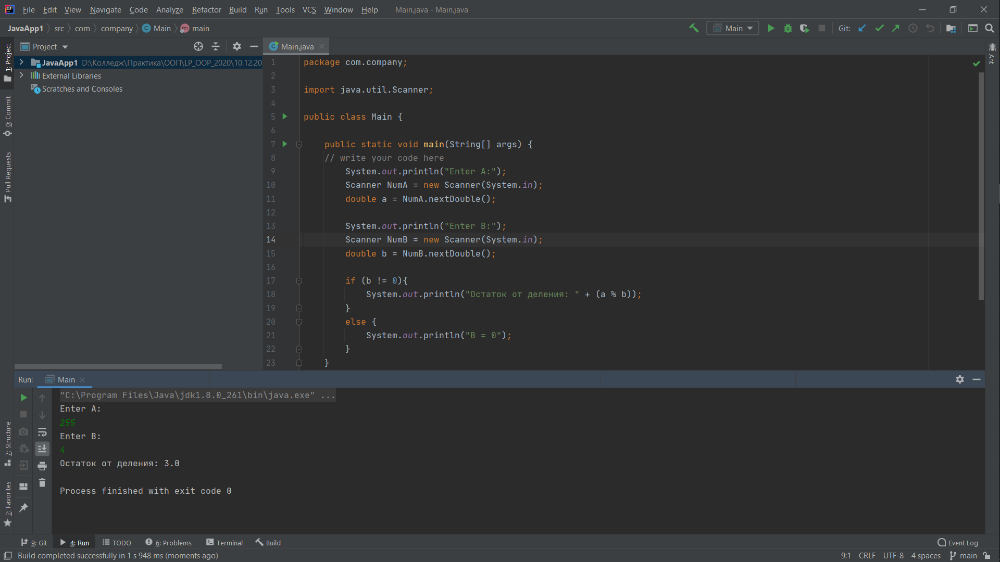 File Edit View Navigate Code Analyze Refactor Build Run Tools VCS Window Help Main.java - Main.java
JavaApp1 src com company Main main
Main Git:
1: Project
0: Commit
Pull Requests
7: Structure
2: Favorites
Project
JavaApp1 D:\Колледж\Практика\ООП\LP_OOP_2020\10.12.20
External Libraries
Scratches and Consoles
Main.java
1 package com.company;
2
3 import java.util.Scanner;
4
5 public class Main {
6
7 public static void main(String[] args) {
8 // write your code here
9 System.out.println("Enter A:");
10 Scanner NumA = new Scanner(System.in);
11 double a = NumA.nextDouble();
12
13 System.out.println("Enter B:");
14 Scanner NumB = new Scanner(System.in);
15 double b = NumB.nextDouble();
16
17 if (b != 0){
18 System.out.println("Остаток от деления: " + (a % b));
19 }
20 else {
21 System.out.println("B = 0");
22 }
23 }
Ant
Run: Main
"C:\Program Files\Java\jdk1.8.0_261\bin\java.exe" ...
Enter A:
255
Enter B:
4
Остаток от деления: 3.0
Process finished with exit code 0
9: Git 4: Run TODO 6: Problems Terminal Build Event Log
Build completed successfully in 1 s 948 ms (moments ago) 9:1 CRLF UTF-8 4 spaces main